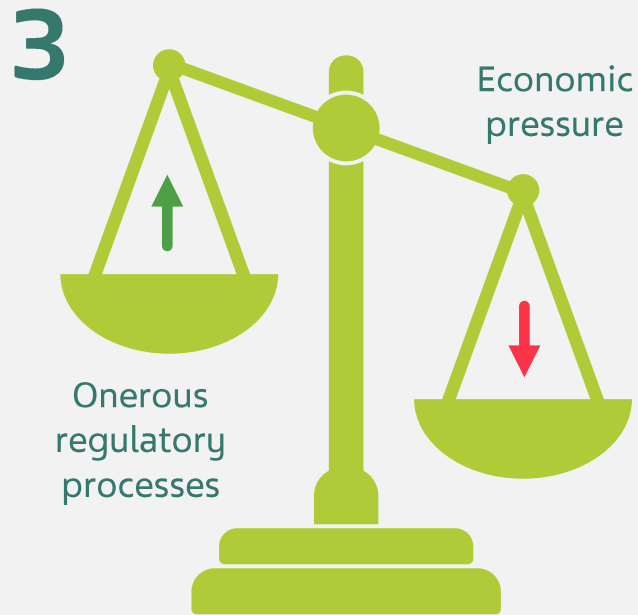 3
Economic
pressure
Onerous
regulatory
processes